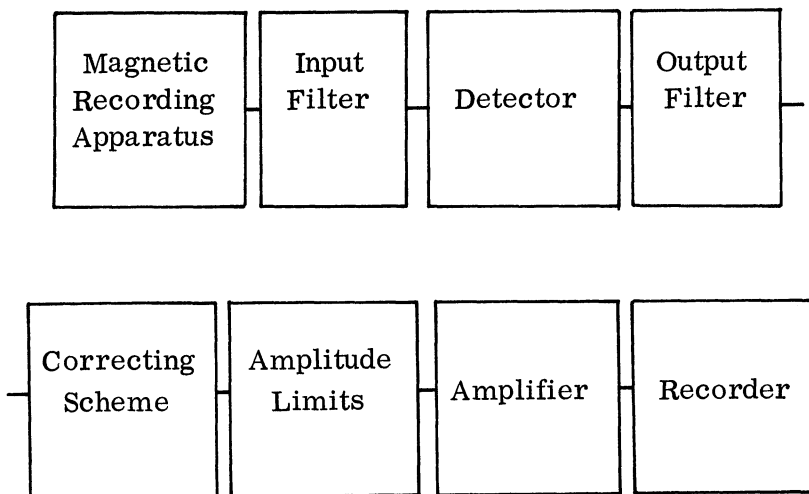 Magnetic
Recording
Apparatus
Input
Filter
Detector
Output
Filter
Correcting
Scheme
Amplitude
Limits
Amplifier
Recorder